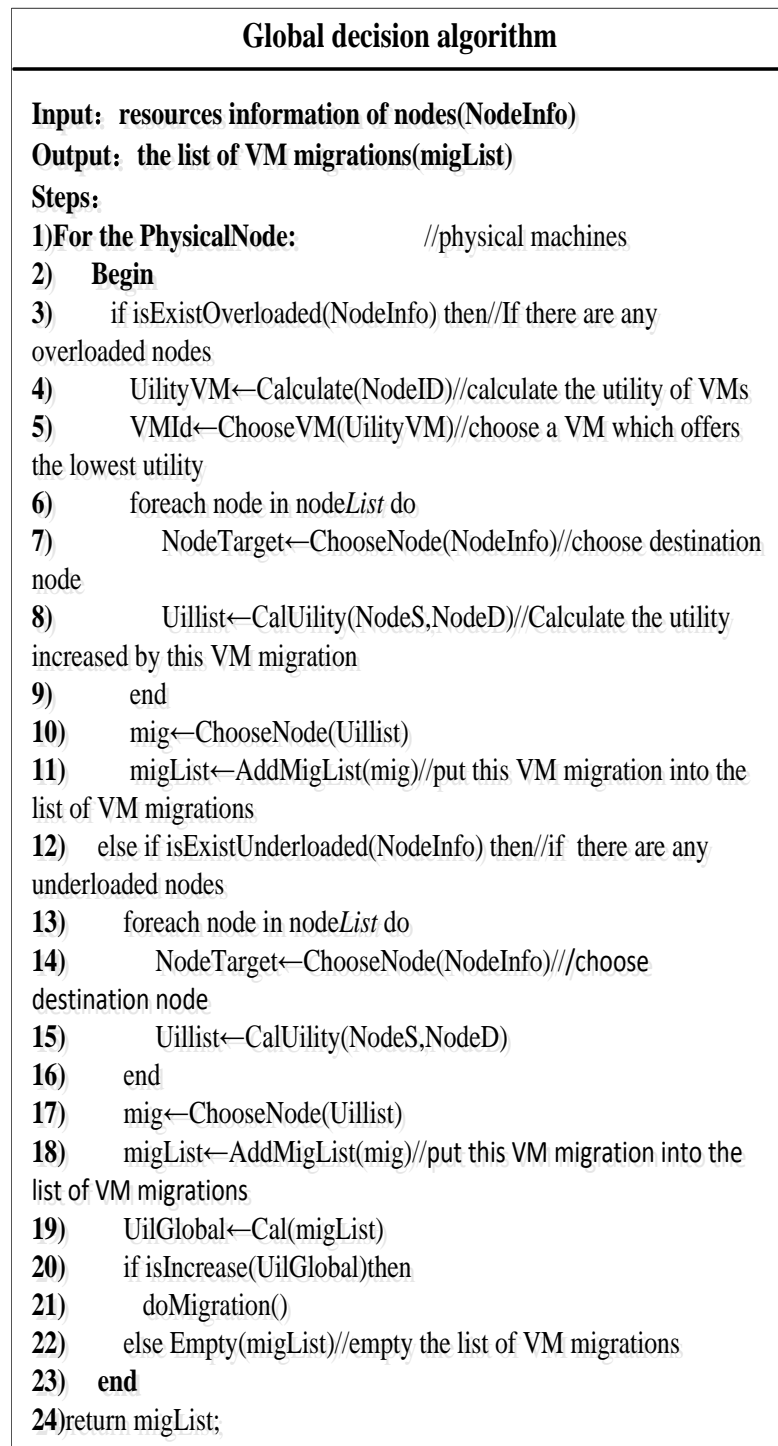 Global decision algorithm
Input：resources information of nodes(NodeInfo)
Output：the list of VM migrations(migList)
Steps：
1)For the PhysicalNode: //physical machines
2) Begin
3) if isExistOverloaded(NodeInfo) then//If there are any
overloaded nodes
4) UilityVM←Calculate(NodeID)//calculate the utility of VMs
5) VMId←ChooseVM(UilityVM)//choose a VM which offers
the lowest utility
6) foreach node in nodeList do
7) NodeTarget←ChooseNode(NodeInfo)//choose destination
node
8) Uillist←CalUility(NodeS,NodeD)//Calculate the utility
increased by this VM migration
9) end
10) mig←ChooseNode(Uillist)
11) migList←AddMigList(mig)//put this VM migration into the
list of VM migrations
12) else if isExistUnderloaded(NodeInfo) then//if there are any
underloaded nodes
13) foreach node in nodeList do
14) NodeTarget←ChooseNode(NodeInfo)///choose
destination node
15) Uillist←CalUility(NodeS,NodeD)
16) end
17) mig←ChooseNode(Uillist)
18) migList←AddMigList(mig)//put this VM migration into the
list of VM migrations
19) UilGlobal←Cal(migList)
20) if isIncrease(UilGlobal)then
21) doMigration()
22) else Empty(migList)//empty the list of VM migrations
23) end
24)return migList;